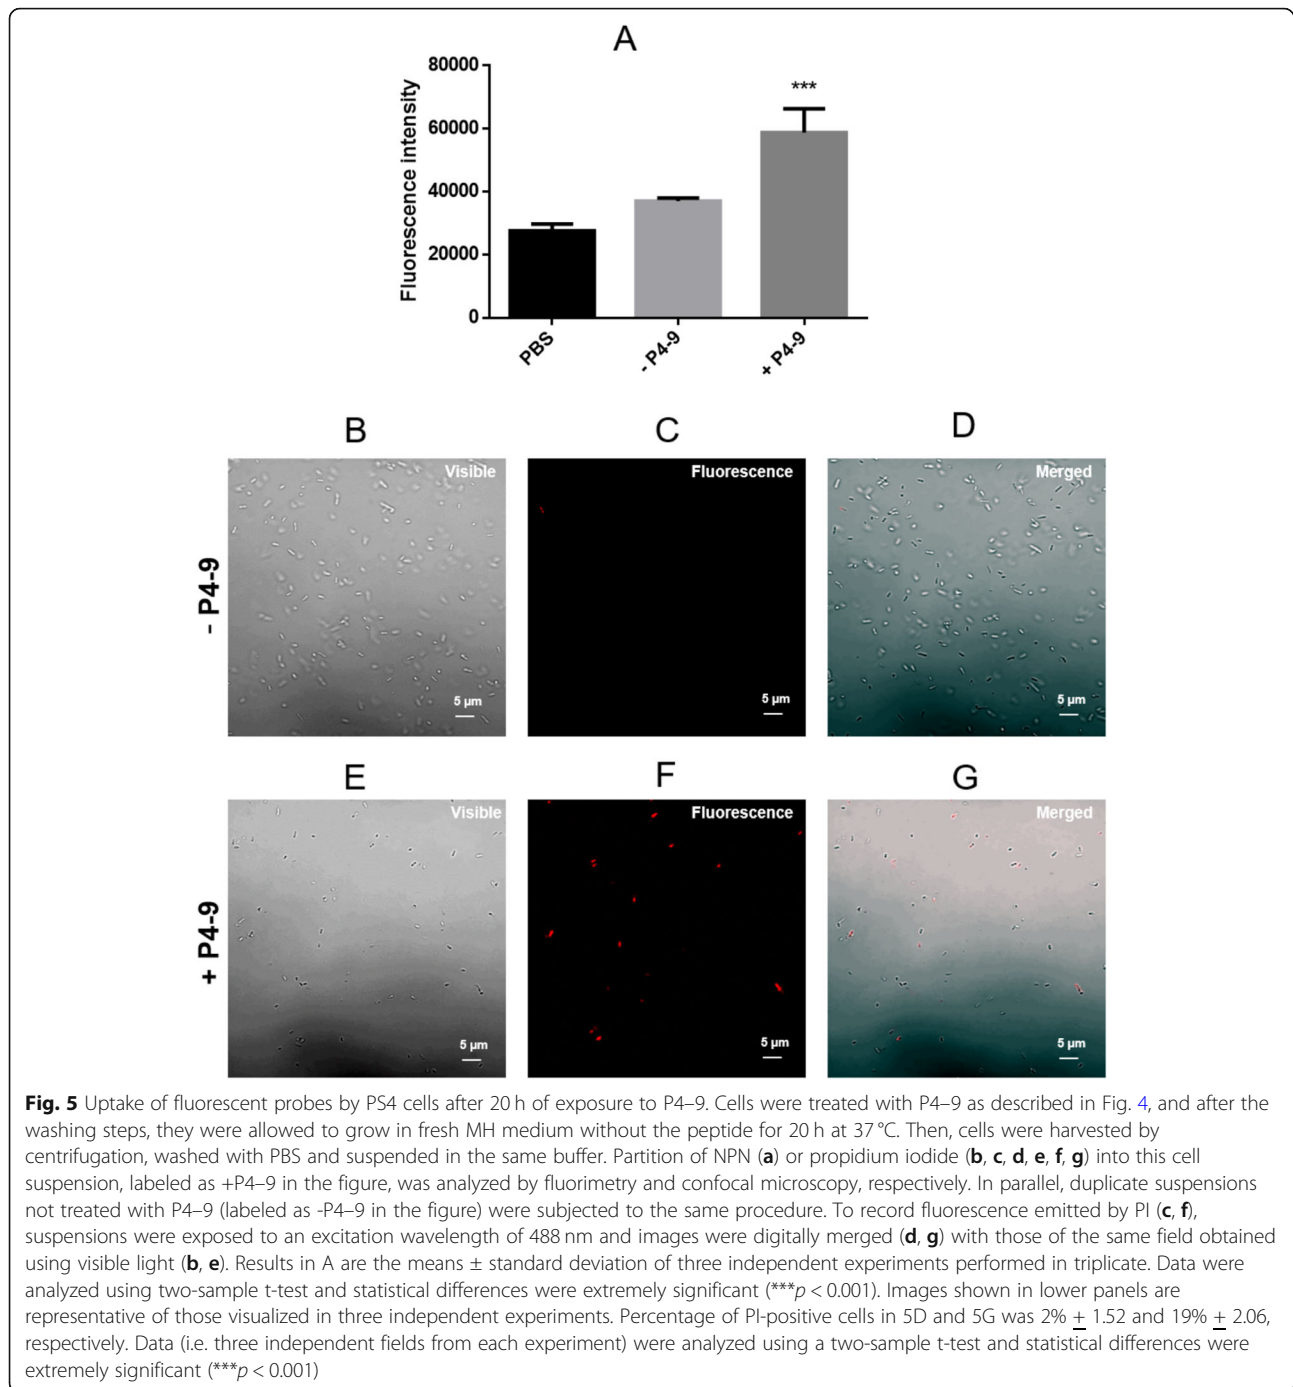 A
80000
60000
40000
20000
0
Fluorescence intensity
***
PBS
- P4-9
+ P4-9
B
C
D
- P4-9
Visible
Fluorescence
Merged
5 µm
5 µm
5 µm
E
F
G
+ P4-9
Visible
Fluorescence
Merged
5 µm
5 µm
5 µm
Fig. 5 Uptake of fluorescent probes by PS4 cells after 20 h of exposure to P4–9. Cells were treated with P4–9 as described in Fig. 4, and after the
washing steps, they were allowed to grow in fresh MH medium without the peptide for 20 h at 37 °C. Then, cells were harvested by
centrifugation, washed with PBS and suspended in the same buffer. Partition of NPN (a) or propidium iodide (b, c, d, e, f, g) into this cell
suspension, labeled as +P4–9 in the figure, was analyzed by fluorimetry and confocal microscopy, respectively. In parallel, duplicate suspensions
not treated with P4–9 (labeled as -P4–9 in the figure) were subjected to the same procedure. To record fluorescence emitted by PI (c, f),
suspensions were exposed to an excitation wavelength of 488 nm and images were digitally merged (d, g) with those of the same field obtained
using visible light (b, e). Results in A are the means ± standard deviation of three independent experiments performed in triplicate. Data were
analyzed using two-sample t-test and statistical differences were extremely significant (***p < 0.001). Images shown in lower panels are
representative of those visualized in three independent experiments. Percentage of PI-positive cells in 5D and 5G was 2% + 1.52 and 19% + 2.06,
respectively. Data (i.e. three independent fields from each experiment) were analyzed using a two-sample t-test and statistical differences were
extremely significant (***p < 0.001)